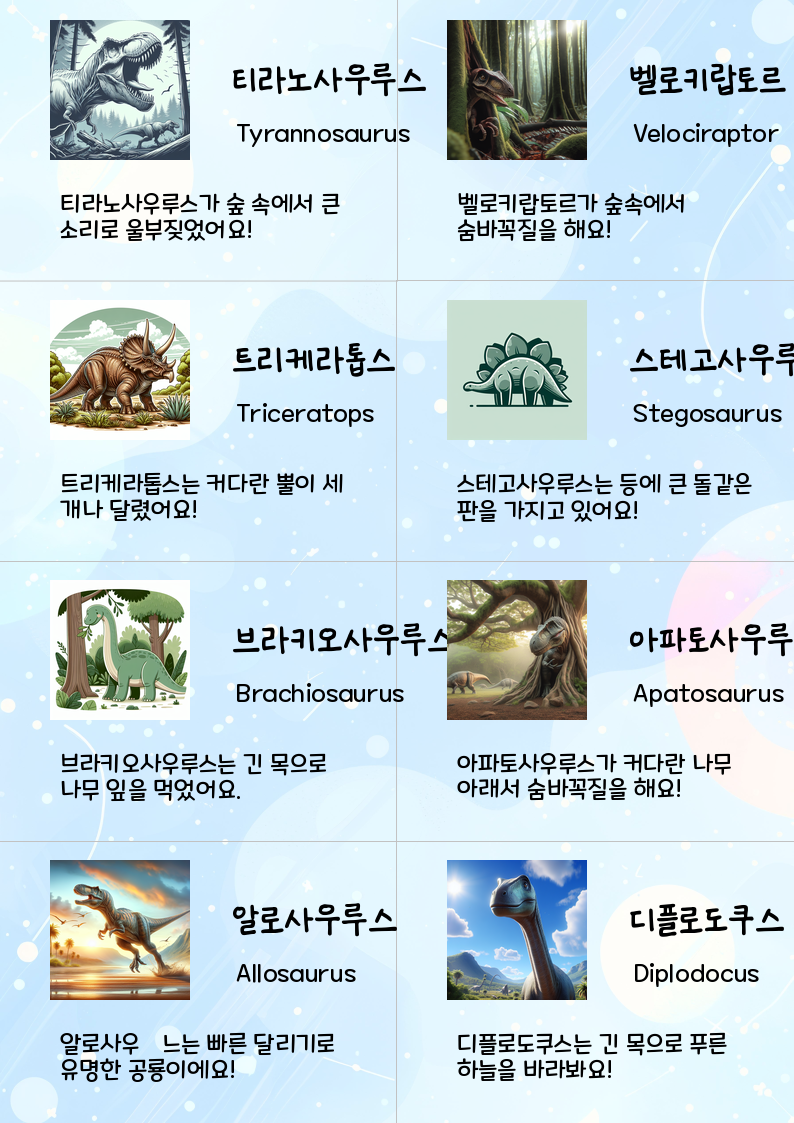 티라노사우루스
Tyrannosaurus
티라노사우루스가 숲 속에서 큰
소리로 울부짖었어요!
벨로키랍토르
Velociraptor
벨로키랍토르가 숲속에서
숨바꼭질을 해요!
트리케라톱스
Triceratops
트리케라톱스는 커다란 뿔이 세
개나 달렸어요!
스테고사우루
Stegosaurus
스테고사우루스는 등에 큰 돌같은
판을 가지고 있어요!
브라키오사우루스
Brachiosaurus
브라키오사우루스는 긴 목으로
나무 잎을 먹었어요.
아파토사우루
Apatosaurus
아파토사우루스가 커다란 나무
아래서 숨바꼭질을 해요!
알로사우루스
Allosaurus
알로사우 느는 빠른 달리기로
유명한 공룡이에요!
디플로도쿠스
Diplodocus
디플로도쿠스는 긴 목으로 푸른
하늘을 바라봐요!